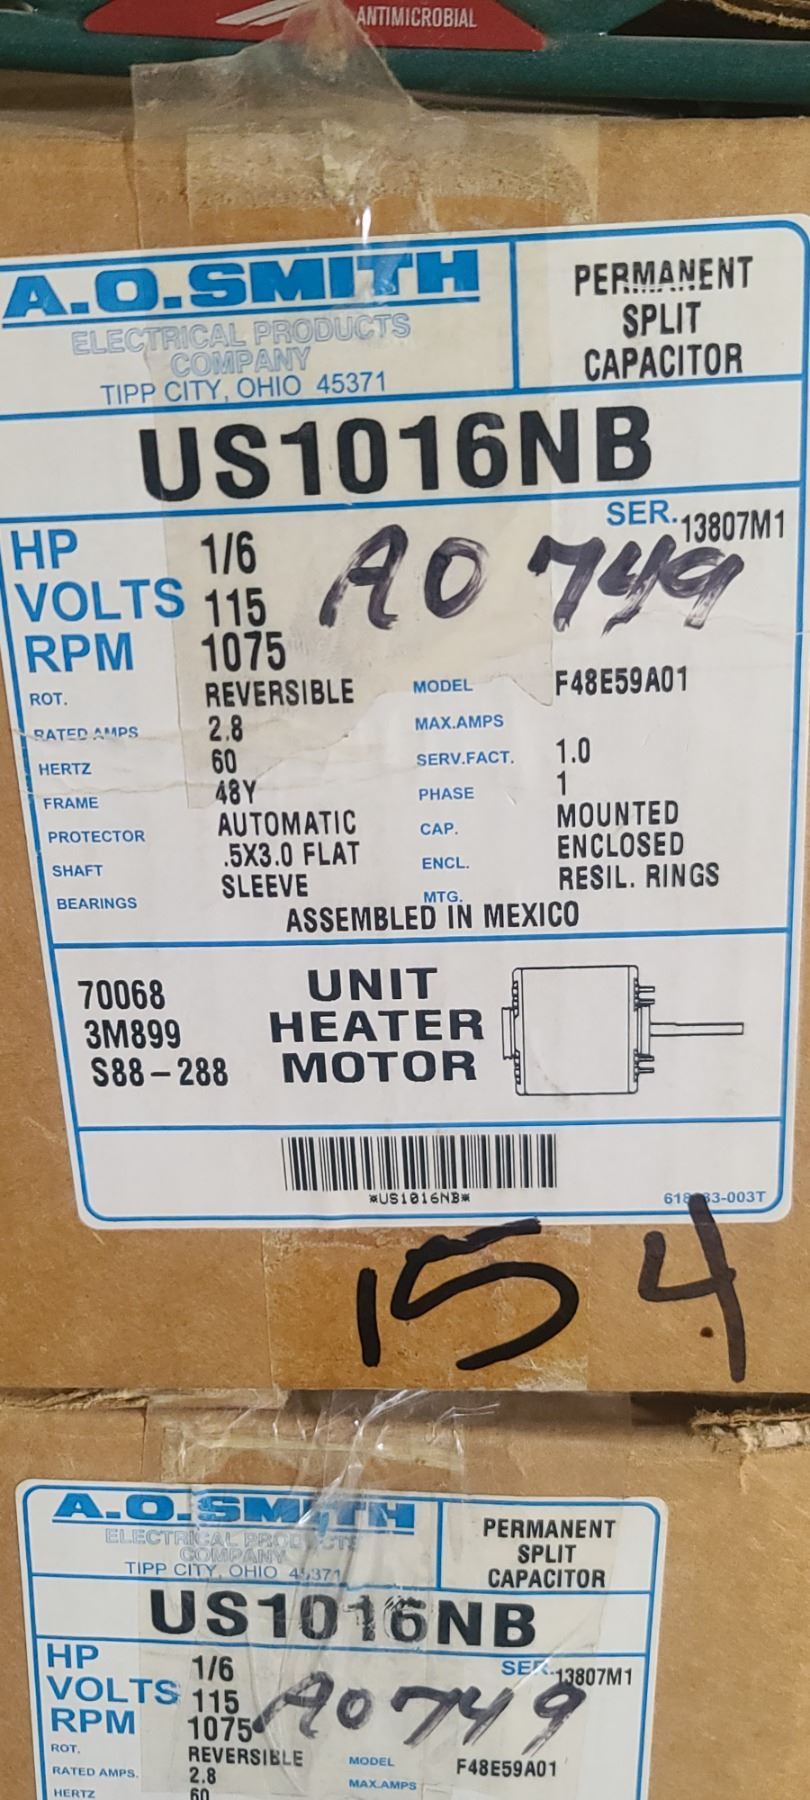 ANTIMICROBIAL
A.O.SMITH
ELECTRICAL PRODUCTS
COMPANY
TIPP CITY, OHIO 45371
PERMANENT
SPLIT
CAPACITOR
US1016NB
SER. 13807M1
HP 1/6
VOLTS 115
RPM 1075
AO 749
ROT. REVERSIBLE MODEL F48E59A01
RATED AMPS 2.8 MAX.AMPS
HERTZ 60 SERV.FACT. 1.0
FRAME 48Y PHASE 1
PROTECTOR AUTOMATIC CAP. MOUNTED
SHAFT .5X3.0 FLAT ENCL. ENCLOSED
BEARINGS SLEEVE MTG. RESIL. RINGS
ASSEMBLED IN MEXICO
70068
3M899
S88-288
UNIT
HEATER
MOTOR
*US1016NB*
154
A.O.SMITH
ELECTRICAL PRODUCTS
COMPANY
TIPP CITY, OHIO 45371
PERMANENT
SPLIT
CAPACITOR
US1016NB
SER. 13807M1
HP 1/6
VOLTS 115
RPM 1075
AO 749
ROT. REVERSIBLE MODEL F48E59A01
RATED AMPS. 2.8 MAX.AMPS
HERTZ 60